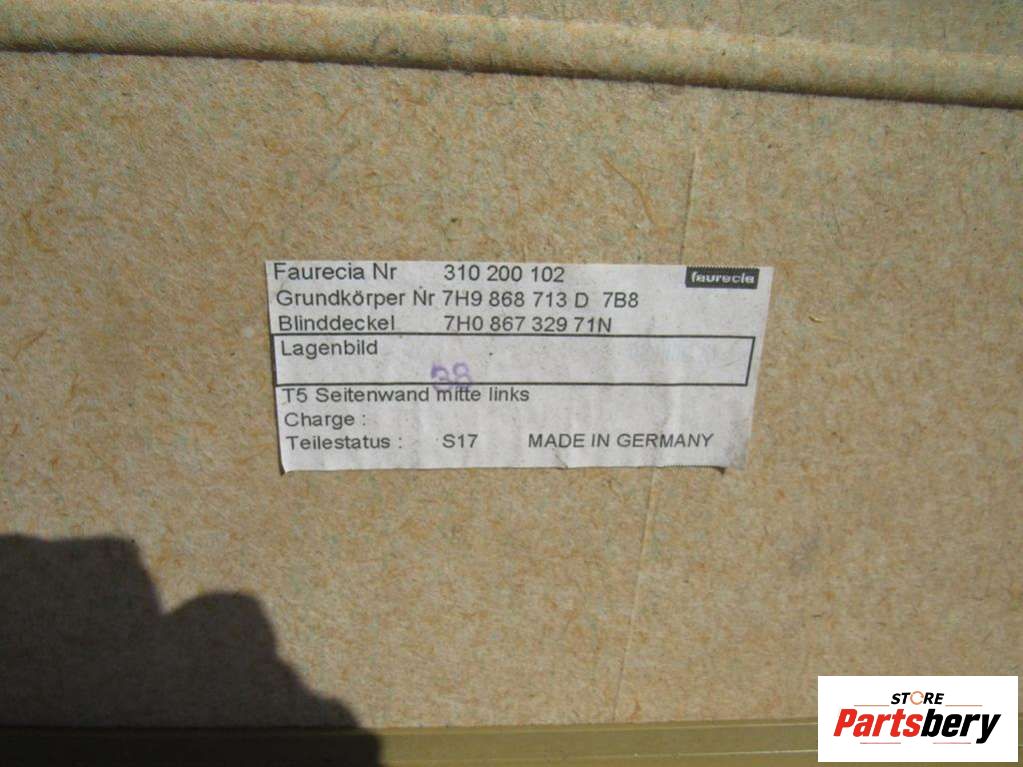 Faurecia Nr 310 200 102 faurecia
Grundkörper Nr 7H9 868 713 D 7B8
Blinddeckel 7H0 867 329 71N
Lagenbild
38
T5 Seitenwand mitte links
Charge :
Teilestatus : S17 MADE IN GERMANY
STORE
Partsbery